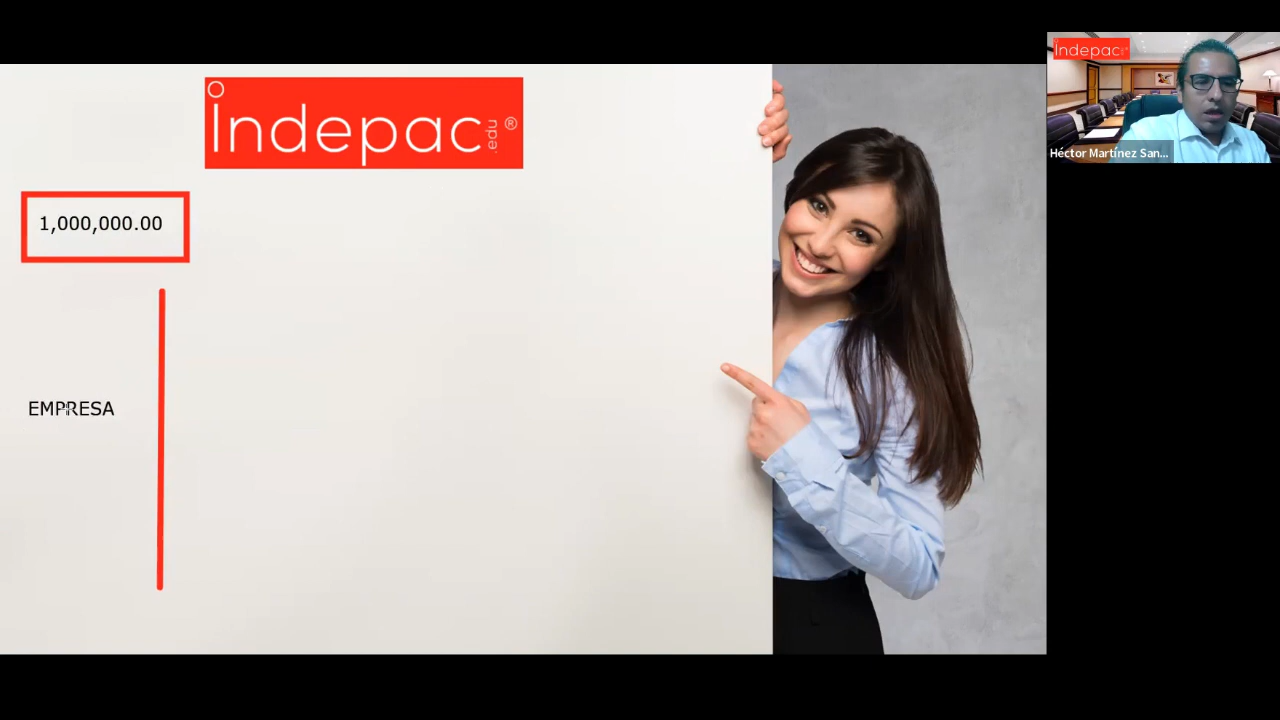 indepac.edu®
1,000,000.00
EMPRESA
indepac
Héctor Martínez San...